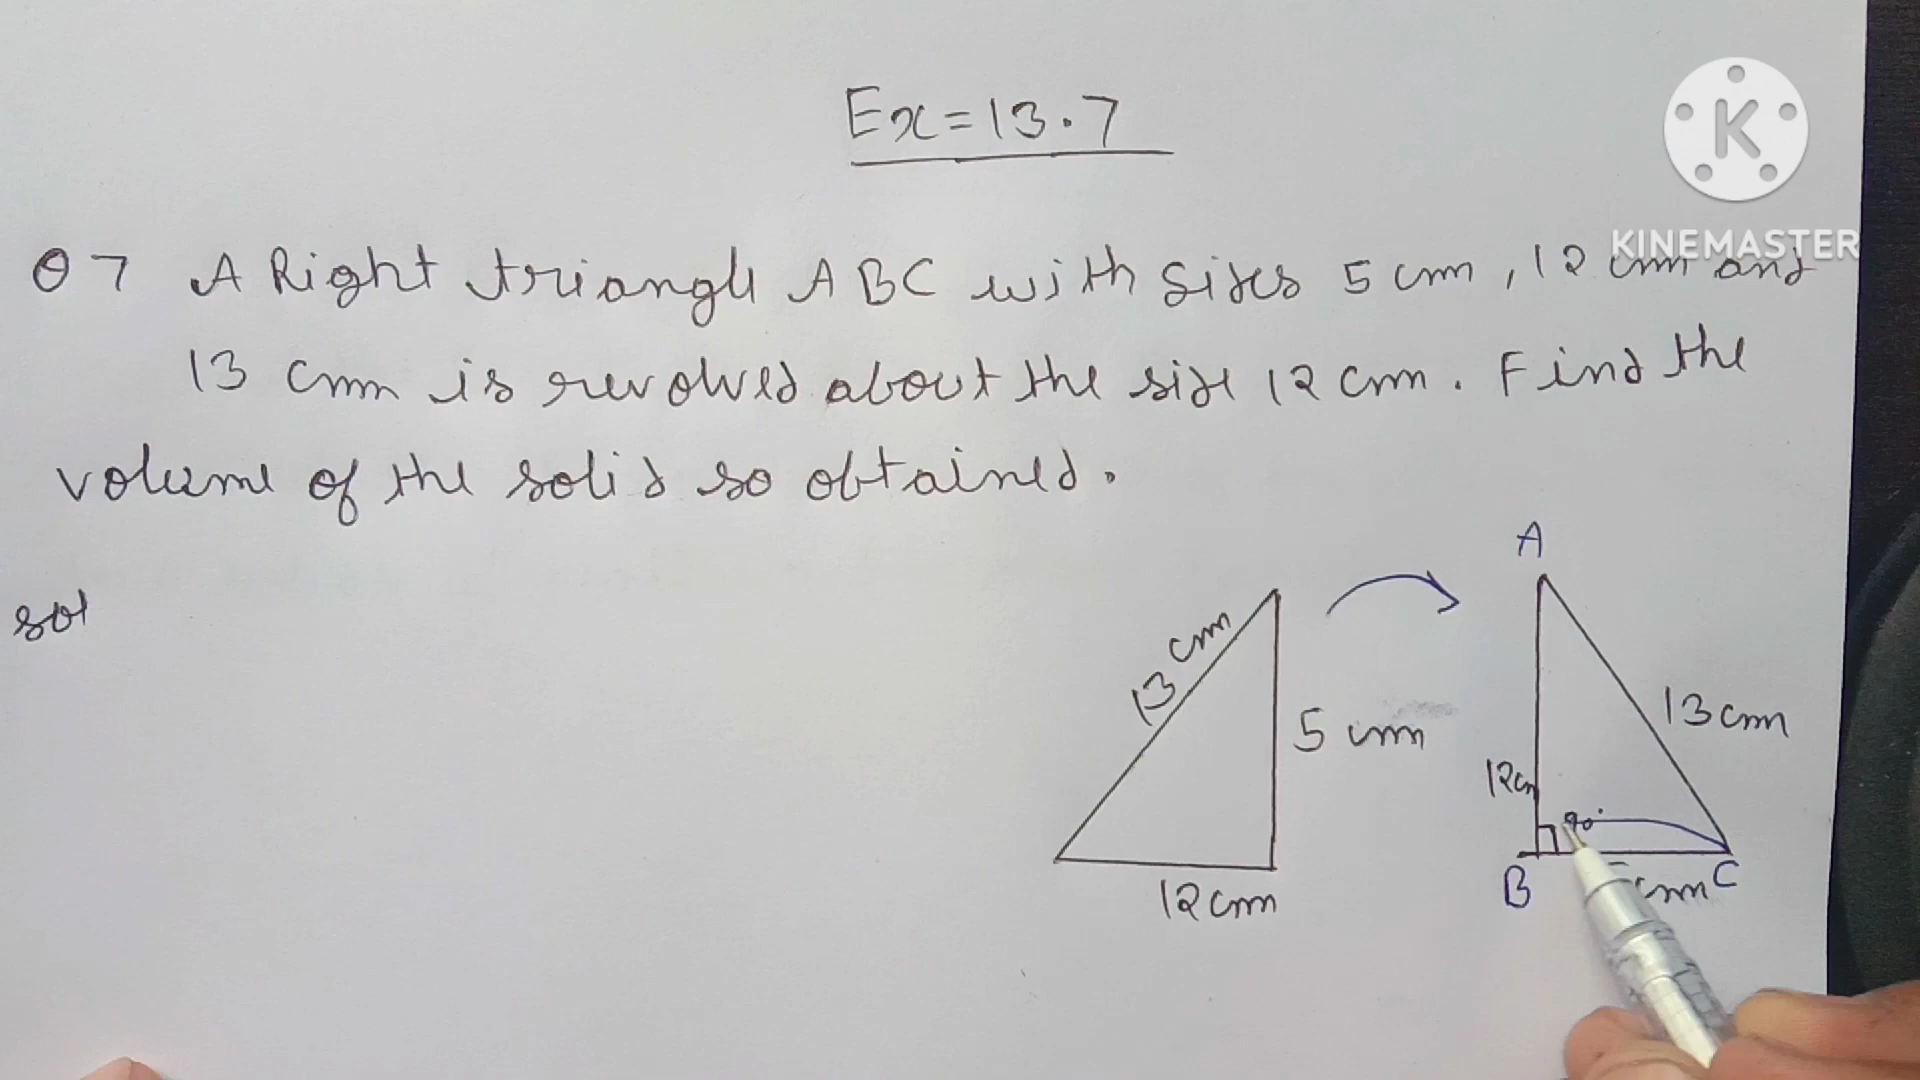 Ex=13.7
K
KINEMASTER
Q7 A Right triangle ABC with sides 5 cm, 12 cm and
13 cm is revolved about the side 12 cm. Find the
volume of the solid so obtained.
sol
13 cm
5 cm
12 cm
A
13 cm
12cm
90°
B
cm C